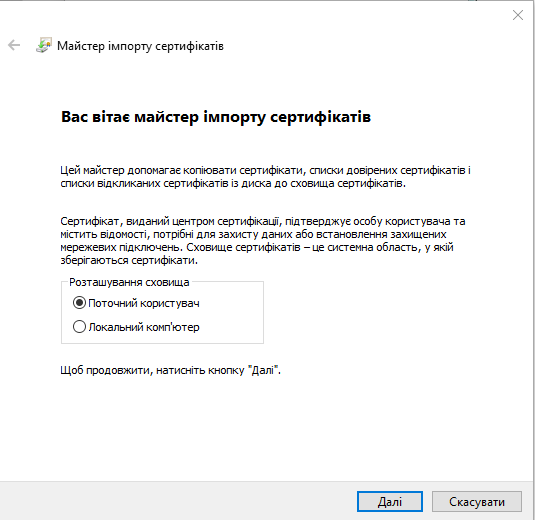 Майстер імпорту сертифікатів
Вас вітає майстер імпорту сертифікатів
Цей майстер допомагає копіювати сертифікати, списки довірених сертифікатів і
списки відкликаних сертифікатів із диска до сховища сертифікатів.
Сертифікат, виданий центром сертифікації, підтверджує особу користувача та
містить відомості, потрібні для захисту даних або встановлення захищених
мережевих підключень. Сховище сертифікатів – це системна область, у якій
зберігаються сертифікати.
Розташування сховища
Поточний користувач
Локальний комп'ютер
Щоб продовжити, натисніть кнопку "Далі".
Далі
Скасувати